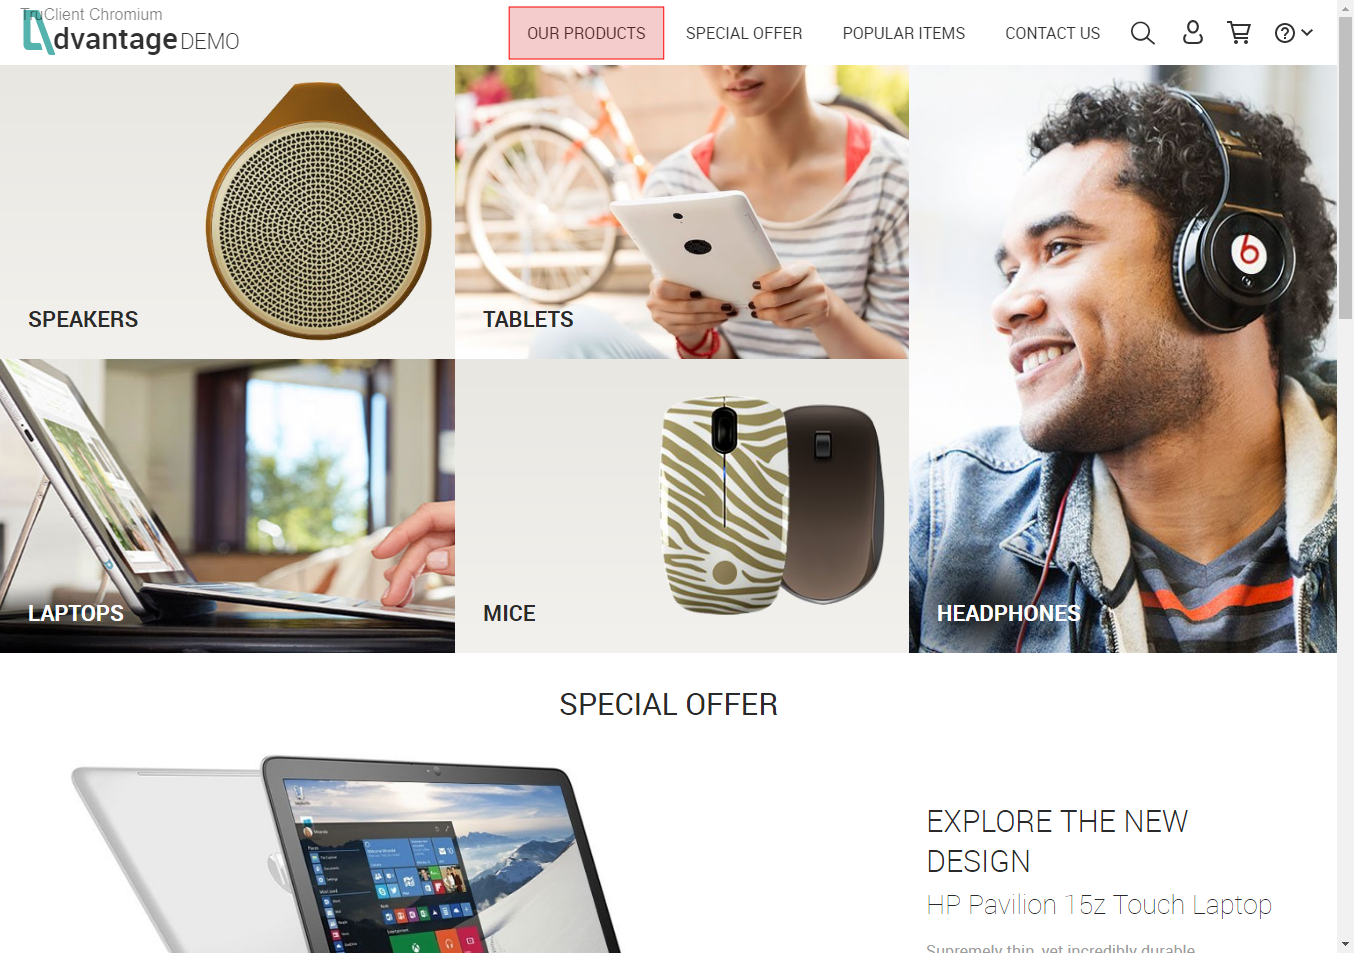 TruClient Chromium
dvantage DEMO
OUR PRODUCTS
SPECIAL OFFER
POPULAR ITEMS
CONTACT US
SPEAKERS
TABLETS
LAPTOPS
MICE
HEADPHONES
SPECIAL OFFER
EXPLORE THE NEW
DESIGN
HP Pavilion 15z Touch Laptop
Supremely thin, yet incredibly durable